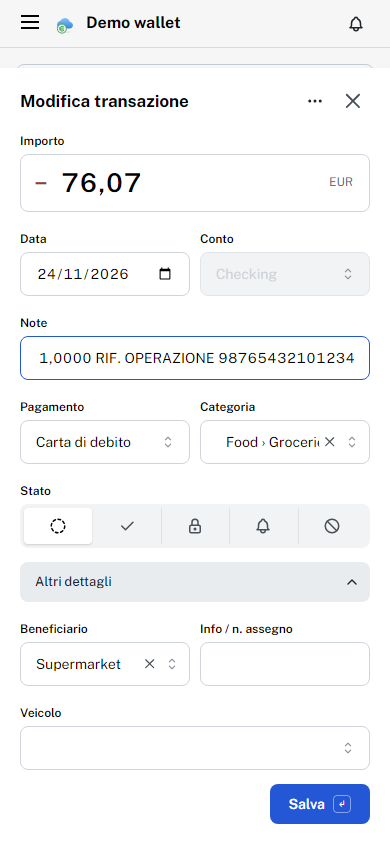 Demo wallet
Modifica transazione
Importo
− 76,07 EUR
Data Conto
24/11/2026 Checking
Note
1,0000 RIF. OPERAZIONE 98765432101234
Pagamento Categoria
Carta di debito Food › Grocerie
Stato
Altri dettagli
Beneficiario Info / n. assegno
Supermarket
Veicolo
Salva